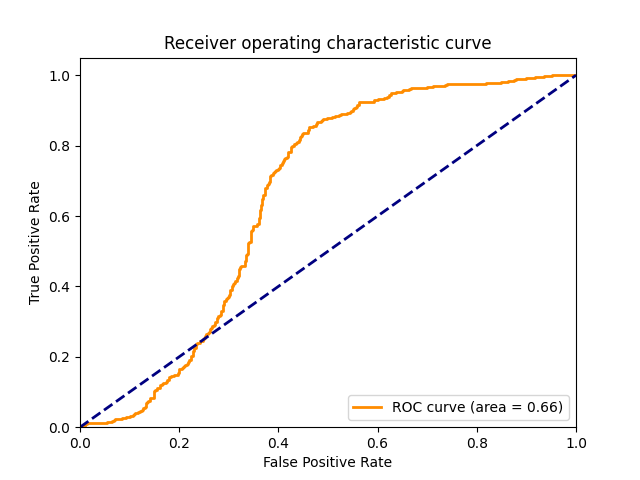 Receiver operating characteristic curve
True Positive Rate
1.0
0.8
0.6
0.4
0.2
0.0
ROC curve (area = 0.66)
0.0 0.2 0.4 0.6 0.8 1.0
False Positive Rate